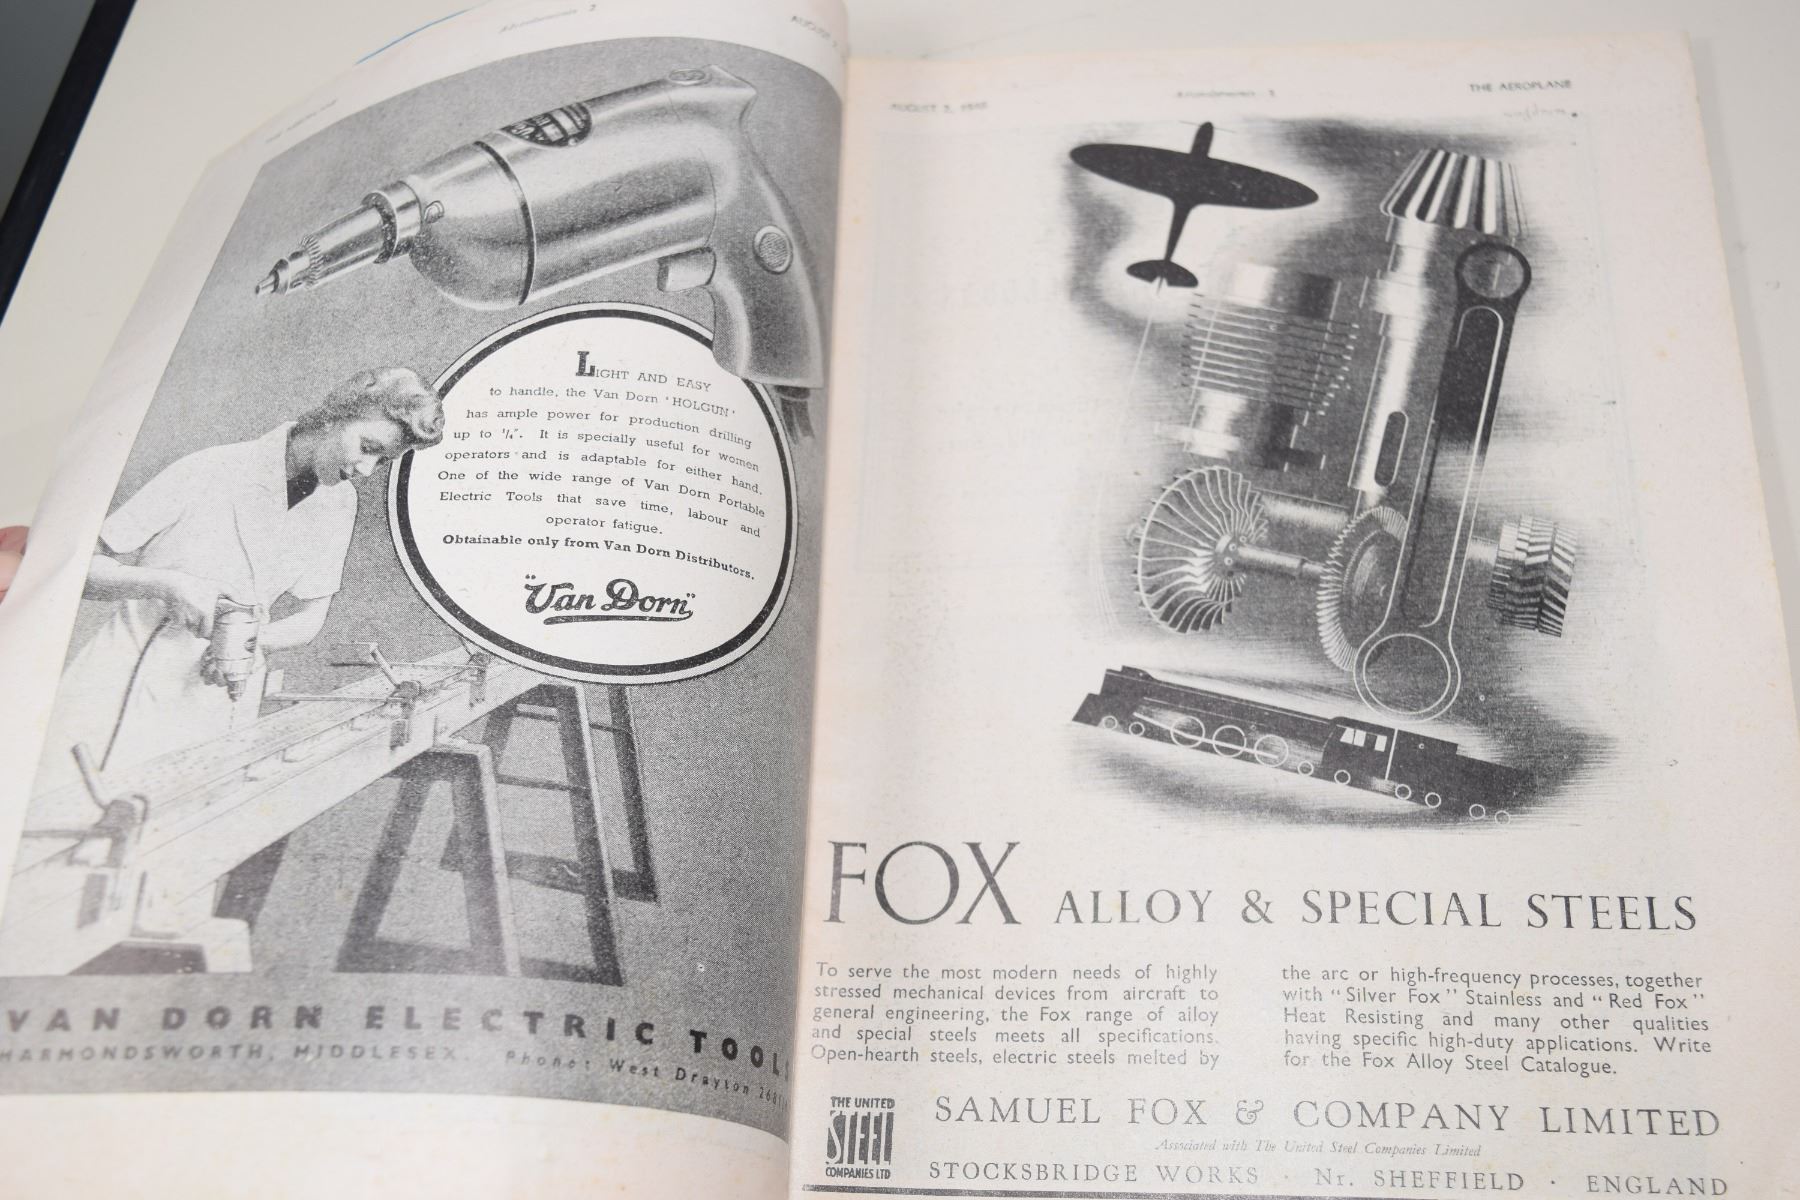 Advertisements 2
LIGHT AND EASY
to handle, the Van Dorn 'HOLGUN'
has ample power for production drilling
up to ¼". It is specially useful for women
operators and is adaptable for either hand.
One of the wide range of Van Dorn Portable
Electric Tools that save time, labour and
operator fatigue.
Obtainable only from Van Dorn Distributors.
"Van Dorn"
VAN DORN ELECTRIC TOOLS
HARMONDSWORTH, MIDDLESEX. Phone: West Drayton
AUGUST 3, Advertisements 3 THE AEROPLANE
FOX ALLOY & SPECIAL STEELS
To serve the most modern needs of highly
stressed mechanical devices from aircraft to
general engineering, the Fox range of alloy
and special steels meets all specifications.
Open-hearth steels, electric steels melted by
the arc or high-frequency processes, together
with "Silver Fox" Stainless and "Red Fox"
Heat Resisting and many other qualities
having specific high-duty applications. Write
for the Fox Alloy Steel Catalogue.
THE UNITED
STEEL
COMPANIES LTD
SAMUEL FOX & COMPANY LIMITED
Associated with The United Steel Companies Limited
STOCKSBRIDGE WORKS · Nr. SHEFFIELD · ENGLAND